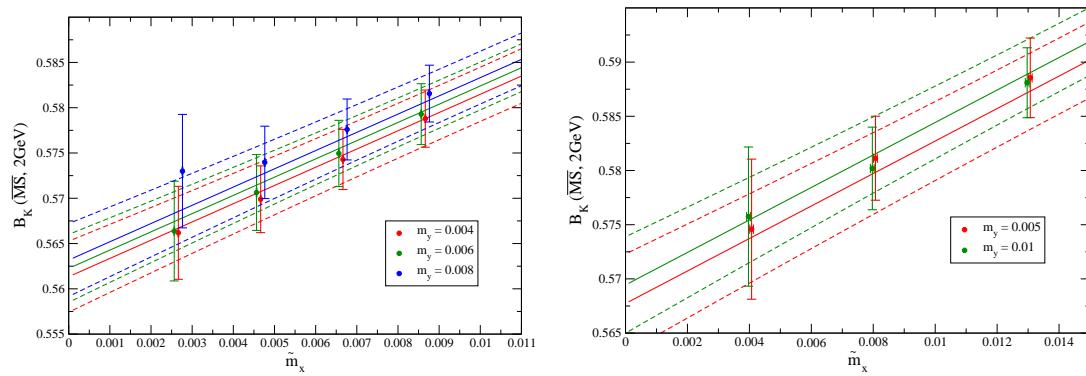 0.585
0.58
0.575
0.57
0.565
0.56
0.555
B_K (M̅S̅, 2GeV)
m_y = 0.004
m_y = 0.006
m_y = 0.008
0 0.001 0.002 0.003 0.004 0.005 0.006 0.007 0.008 0.009 0.01 0.011
m̃_x
0.59
0.585
0.58
0.575
0.57
0.565
B_K (M̅S̅, 2GeV)
m_y = 0.005
m_y = 0.01
0 0.002 0.004 0.006 0.008 0.01 0.012 0.014
m̃_x